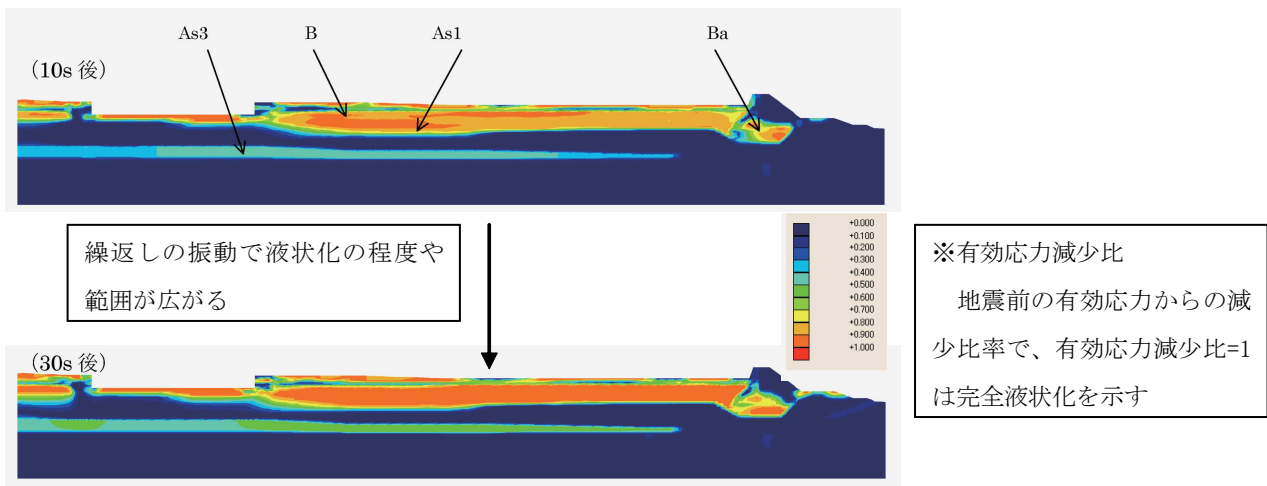 As3
B
As1
Ba
（10s 後）
繰返しの振動で液状化の程度や
範囲が広がる
+0.000
+0.100
+0.200
+0.300
+0.400
+0.500
+0.600
+0.700
+0.800
+0.900
+1.000
※有効応力減少比
地震前の有効応力からの減
少比率で、有効応力減少比=1
は完全液状化を示す
（30s 後）